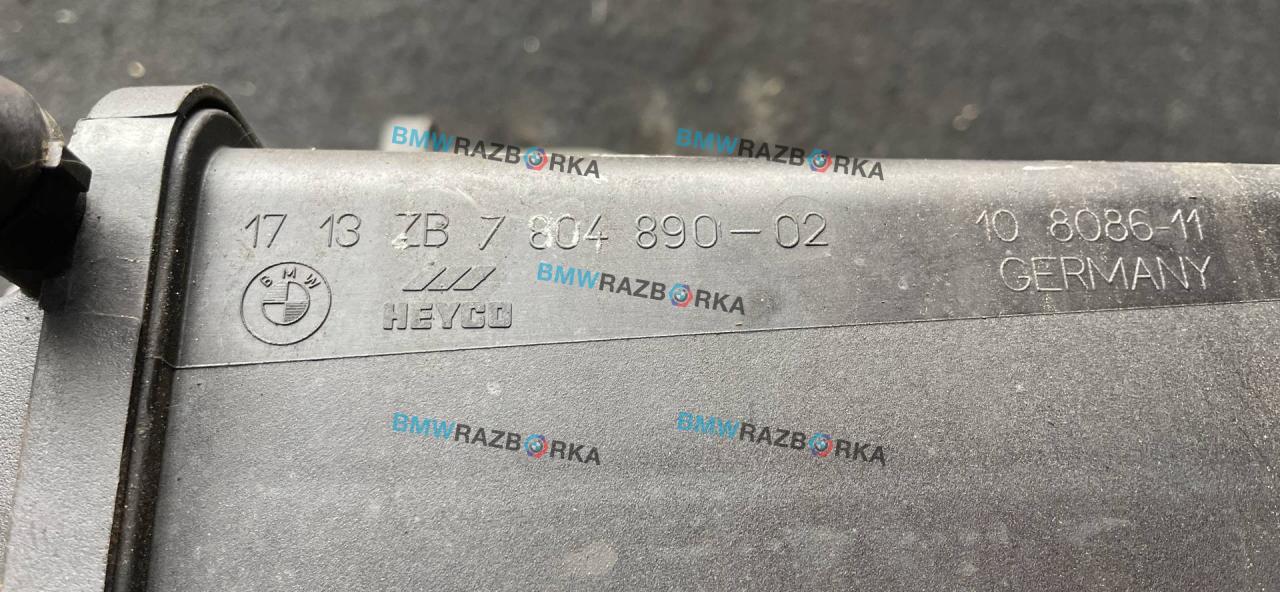 BMWRAZBORKA BMWRAZBORKA
17 13 ZB 7 804 890-02 10 8086-11
GERMANY
BMW HEYCO BMWRAZBORKA
BMWRAZBORKA BMWRAZBORKA